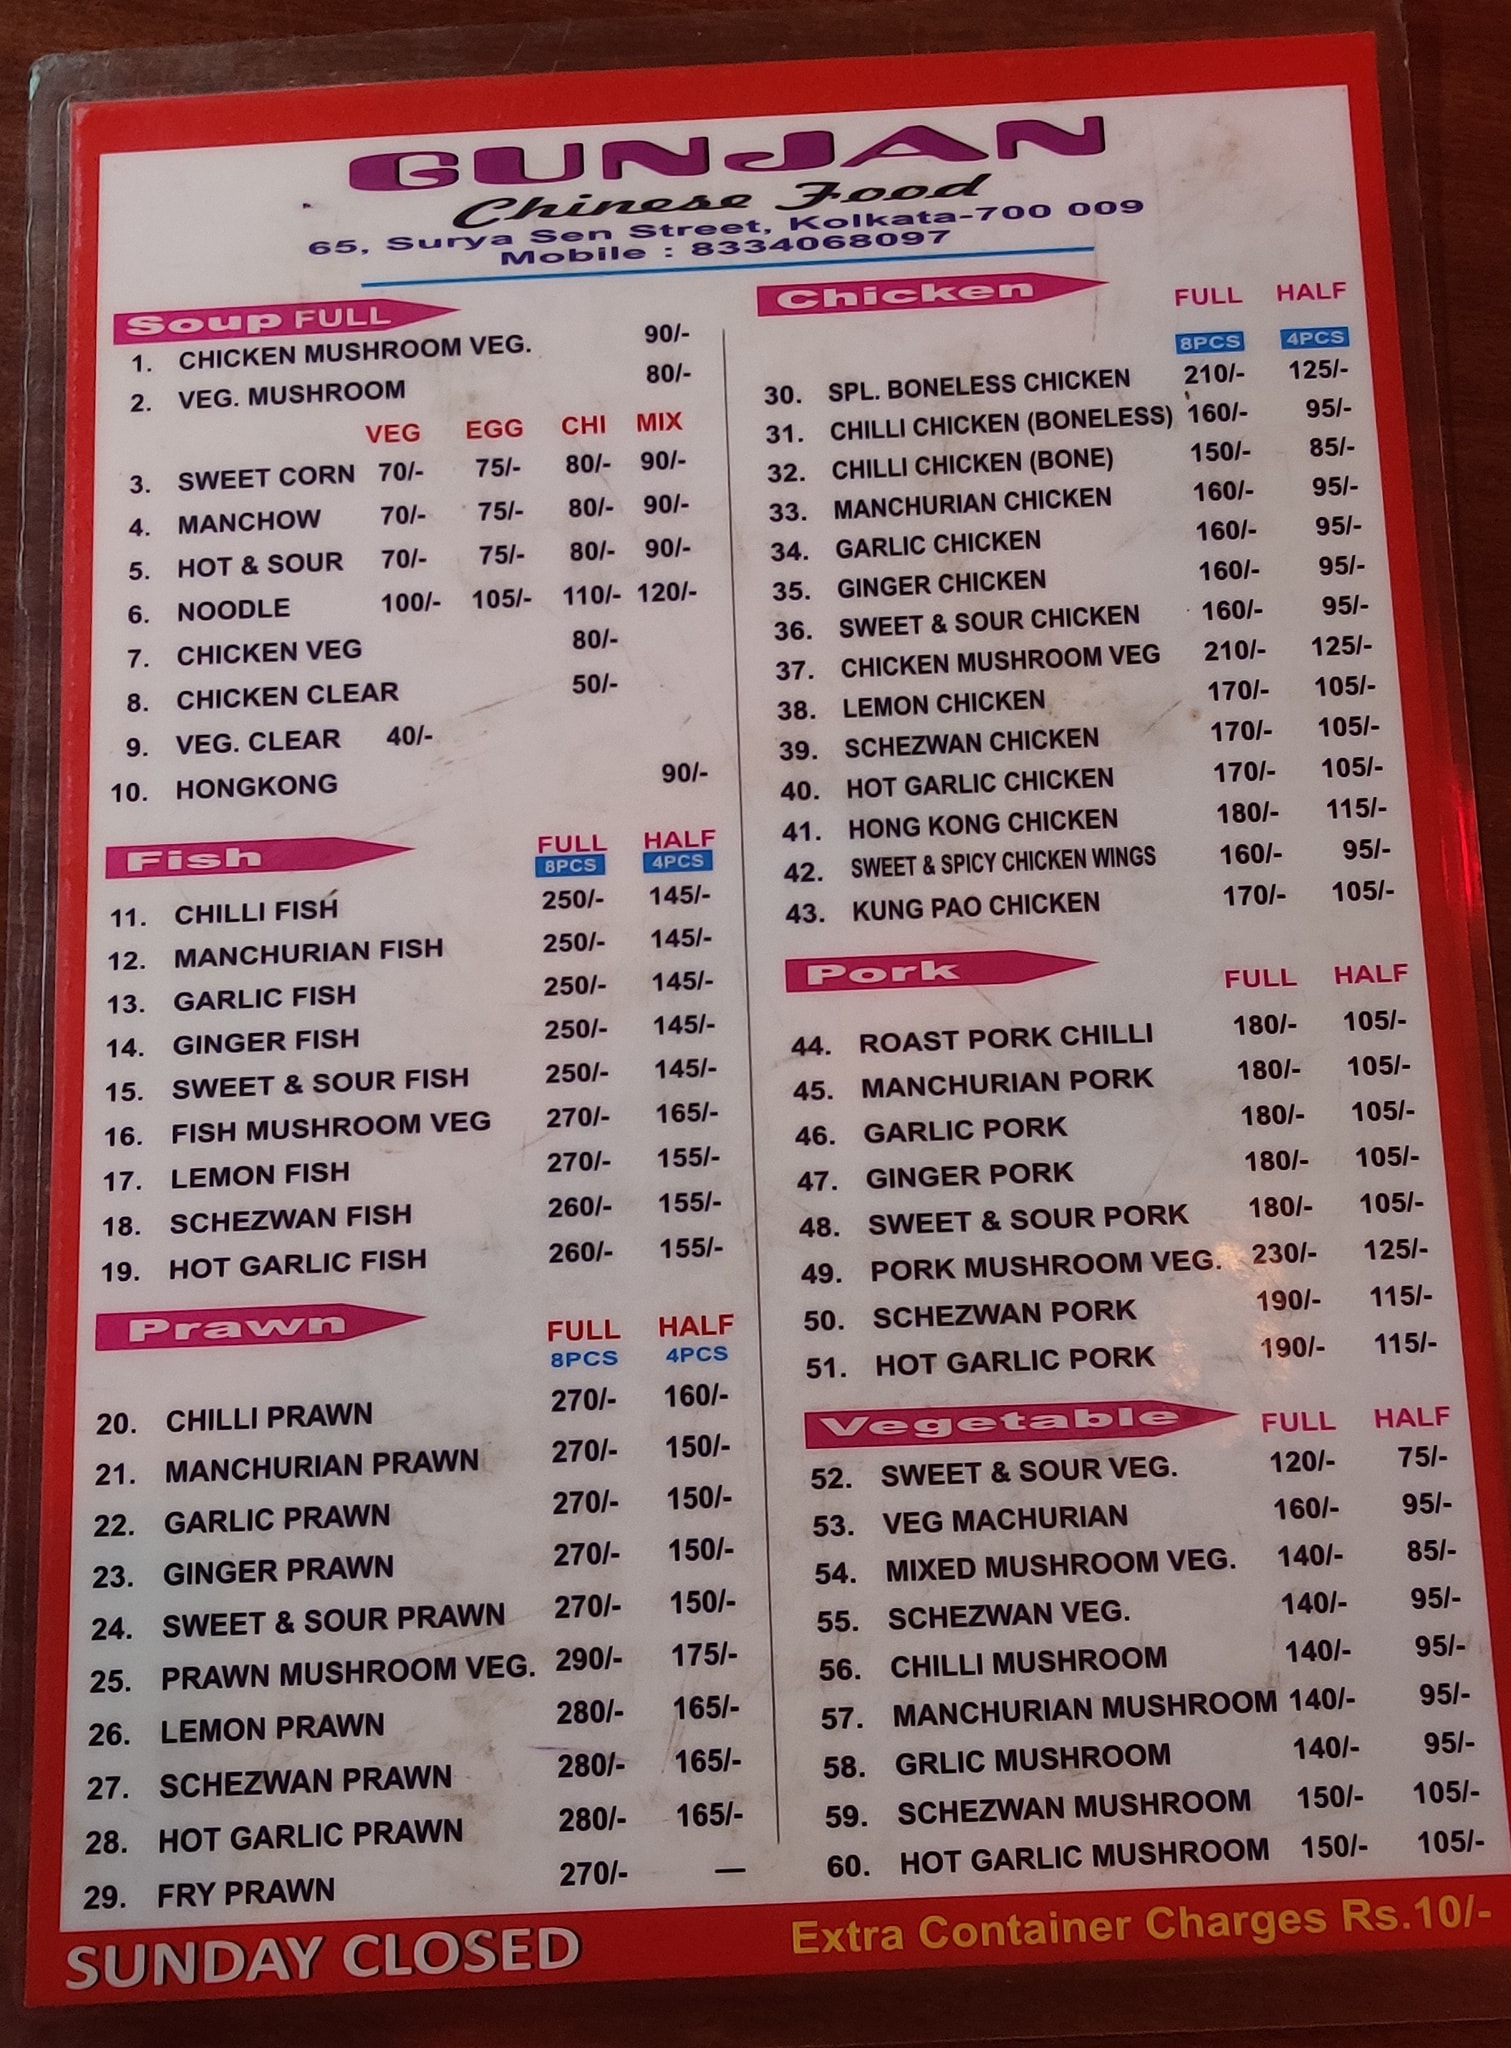 GUNJAN
Chinese Food
65, Surya Sen Street, Kolkata-700 009
Mobile : 8334068097
Soup FULL
1. CHICKEN MUSHROOM VEG. 90/-
2. VEG. MUSHROOM 80/-
VEG EGG CHI MIX
3. SWEET CORN 70/- 75/- 80/- 90/-
4. MANCHOW 70/- 75/- 80/- 90/-
5. HOT & SOUR 70/- 75/- 80/- 90/-
6. NOODLE 100/- 105/- 110/- 120/-
7. CHICKEN VEG 80/-
8. CHICKEN CLEAR 50/-
9. VEG. CLEAR 40/-
10. HONGKONG 90/-
Fish FULL HALF
8PCS 4PCS
11. CHILLI FISH 250/- 145/-
12. MANCHURIAN FISH 250/- 145/-
13. GARLIC FISH 250/- 145/-
14. GINGER FISH 250/- 145/-
15. SWEET & SOUR FISH 250/- 145/-
16. FISH MUSHROOM VEG 270/- 165/-
17. LEMON FISH 270/- 155/-
18. SCHEZWAN FISH 260/- 155/-
19. HOT GARLIC FISH 260/- 155/-
Prawn FULL HALF
8PCS 4PCS
20. CHILLI PRAWN 270/- 160/-
21. MANCHURIAN PRAWN 270/- 150/-
22. GARLIC PRAWN 270/- 150/-
23. GINGER PRAWN 270/- 150/-
24. SWEET & SOUR PRAWN 270/- 150/-
25. PRAWN MUSHROOM VEG. 290/- 175/-
26. LEMON PRAWN 280/- 165/-
27. SCHEZWAN PRAWN 280/- 165/-
28. HOT GARLIC PRAWN 280/- 165/-
29. FRY PRAWN 270/- —
Chicken FULL HALF
8PCS 4PCS
30. SPL. BONELESS CHICKEN 210/- 125/-
31. CHILLI CHICKEN (BONELESS) 160/- 95/-
32. CHILLI CHICKEN (BONE) 150/- 85/-
33. MANCHURIAN CHICKEN 160/- 95/-
34. GARLIC CHICKEN 160/- 95/-
35. GINGER CHICKEN 160/- 95/-
36. SWEET & SOUR CHICKEN 160/- 95/-
37. CHICKEN MUSHROOM VEG 210/- 125/-
38. LEMON CHICKEN 170/- 105/-
39. SCHEZWAN CHICKEN 170/- 105/-
40. HOT GARLIC CHICKEN 170/- 105/-
41. HONG KONG CHICKEN 180/- 115/-
42. SWEET & SPICY CHICKEN WINGS 160/- 95/-
43. KUNG PAO CHICKEN 170/- 105/-
Pork FULL HALF
44. ROAST PORK CHILLI 180/- 105/-
45. MANCHURIAN PORK 180/- 105/-
46. GARLIC PORK 180/- 105/-
47. GINGER PORK 180/- 105/-
48. SWEET & SOUR PORK 180/- 105/-
49. PORK MUSHROOM VEG. 230/- 125/-
50. SCHEZWAN PORK 190/- 115/-
51. HOT GARLIC PORK 190/- 115/-
Vegetable FULL HALF
52. SWEET & SOUR VEG. 120/- 75/-
53. VEG MACHURIAN 160/- 95/-
54. MIXED MUSHROOM VEG. 140/- 85/-
55. SCHEZWAN VEG. 140/- 95/-
56. CHILLI MUSHROOM 140/- 95/-
57. MANCHURIAN MUSHROOM 140/- 95/-
58. GRLIC MUSHROOM 140/- 95/-
59. SCHEZWAN MUSHROOM 150/- 105/-
60. HOT GARLIC MUSHROOM 150/- 105/-
SUNDAY CLOSED
Extra Container Charges Rs.10/-